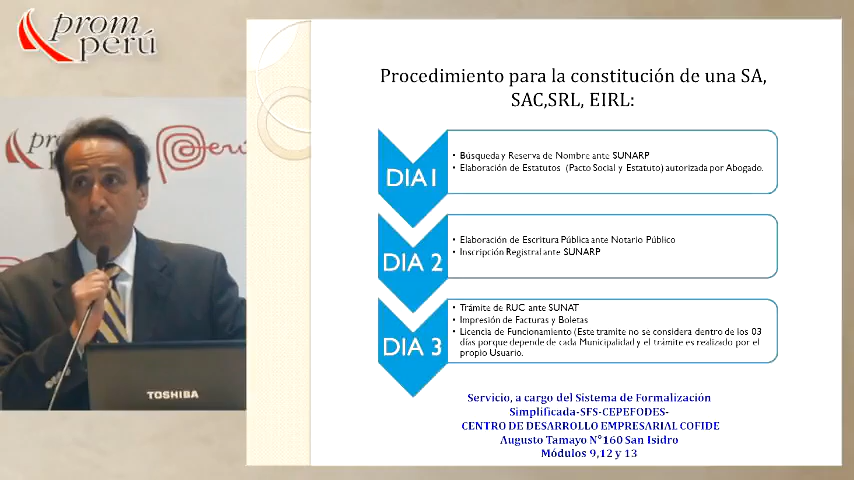 prom
perú
Procedimiento para la constitución de una SA,
SAC,SRL, EIRL:
DIA1
• Búsqueda y Reserva de Nombre ante SUNARP
• Elaboración de Estatutos (Pacto Social y Estatuto) autorizada por Abogado.
DIA 2
• Elaboración de Escritura Pública ante Notario Público
• Inscripción Registral ante SUNARP
DIA 3
• Trámite de RUC ante SUNAT
• Impresión de Facturas y Boletas
• Licencia de Funcionamiento (Este tramite no se considera dentro de los 03
días porque depende de cada Municipalidad y el trámite es realizado por el
propio Usuario.
Servicio, a cargo del Sistema de Formalización
Simplificada-SFS-CEPEFODES-
CENTRO DE DESARROLLO EMPRESARIAL COFIDE
Augusto Tamayo N°160 San Isidro
Módulos 9,12 y 13
pro
pe
Perú
TOSHIBA